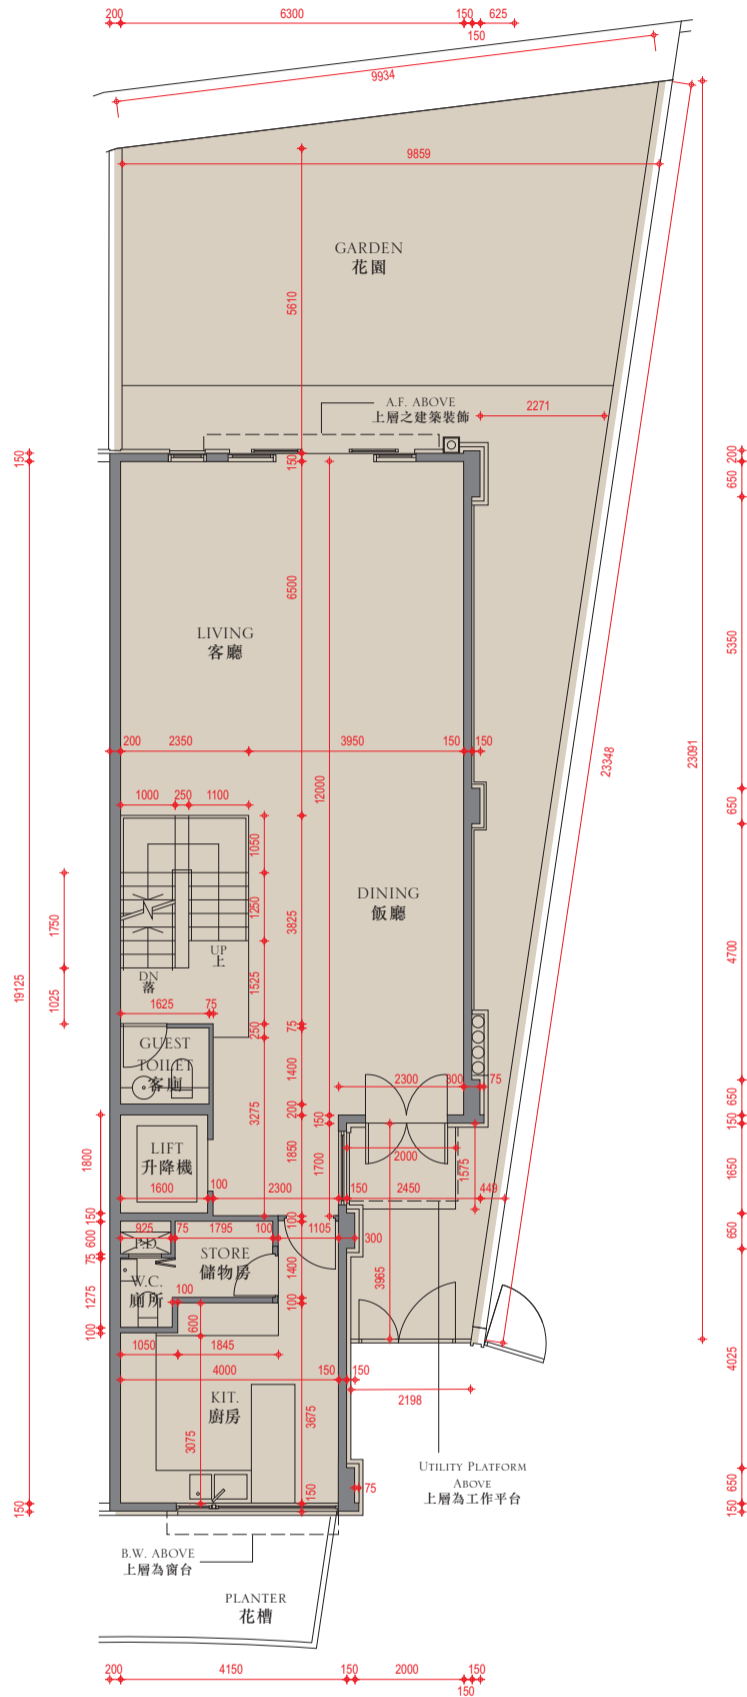 200 6300 150 625
150
9934
9859
GARDEN
花園
5610
A.F. ABOVE
上層之建築裝飾
2271
150
150
200
650
6500
LIVING
客廳
5350
200 2350 3950 150 150
23348
23091
12000
1000 250 1100
650
1050
DINING
飯廳
1250
3825
1750
UP
上
4700
DN
落
1525
19125
1025
1625 75
250
75
GUEST
TOILET
客廁
1400
2300 300 75
650
3275
200
150
150
LIFT
升降機
1800
1850
1700
2000
1575
1650
1600 100 2300 150 2450 449
150
925 75 1795 100 1105
100
300
650
600
P.D.
STORE
儲物房
75
W.C.
廁所
1400
3965
1275
100
100
600
100
1050 1845
4025
4000 150 150
2198
KIT.
廚房
3075
3675
UTILITY PLATFORM
ABOVE
上層為工作平台
75
650
150
150
150
B.W. ABOVE
上層為窗台
PLANTER
花槽
200 4150 150 2000 150
150